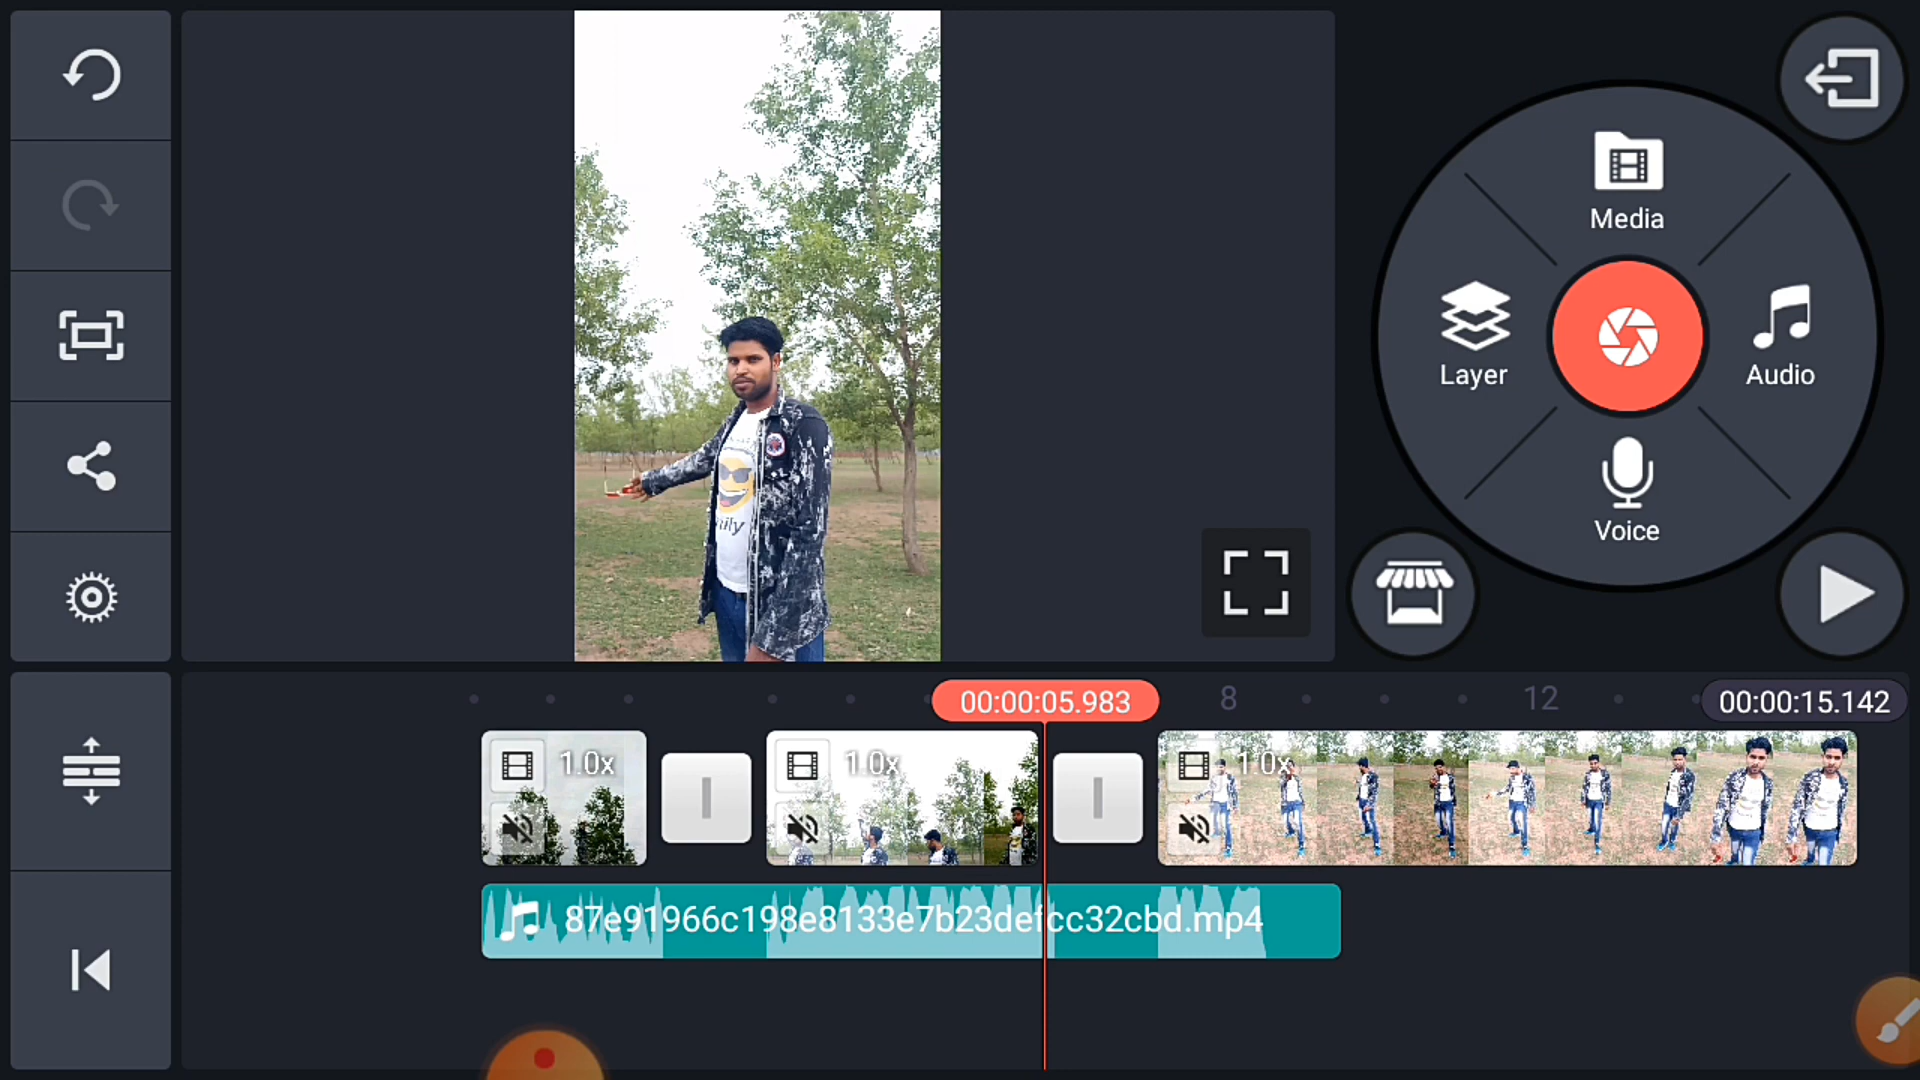 Media
Layer
Audio
Voice
00:00:05.983
8
12
00:00:15.142
1.0x
1.0x
1.0x
87e91966c198e8133e7b23defcc32cbd.mp4